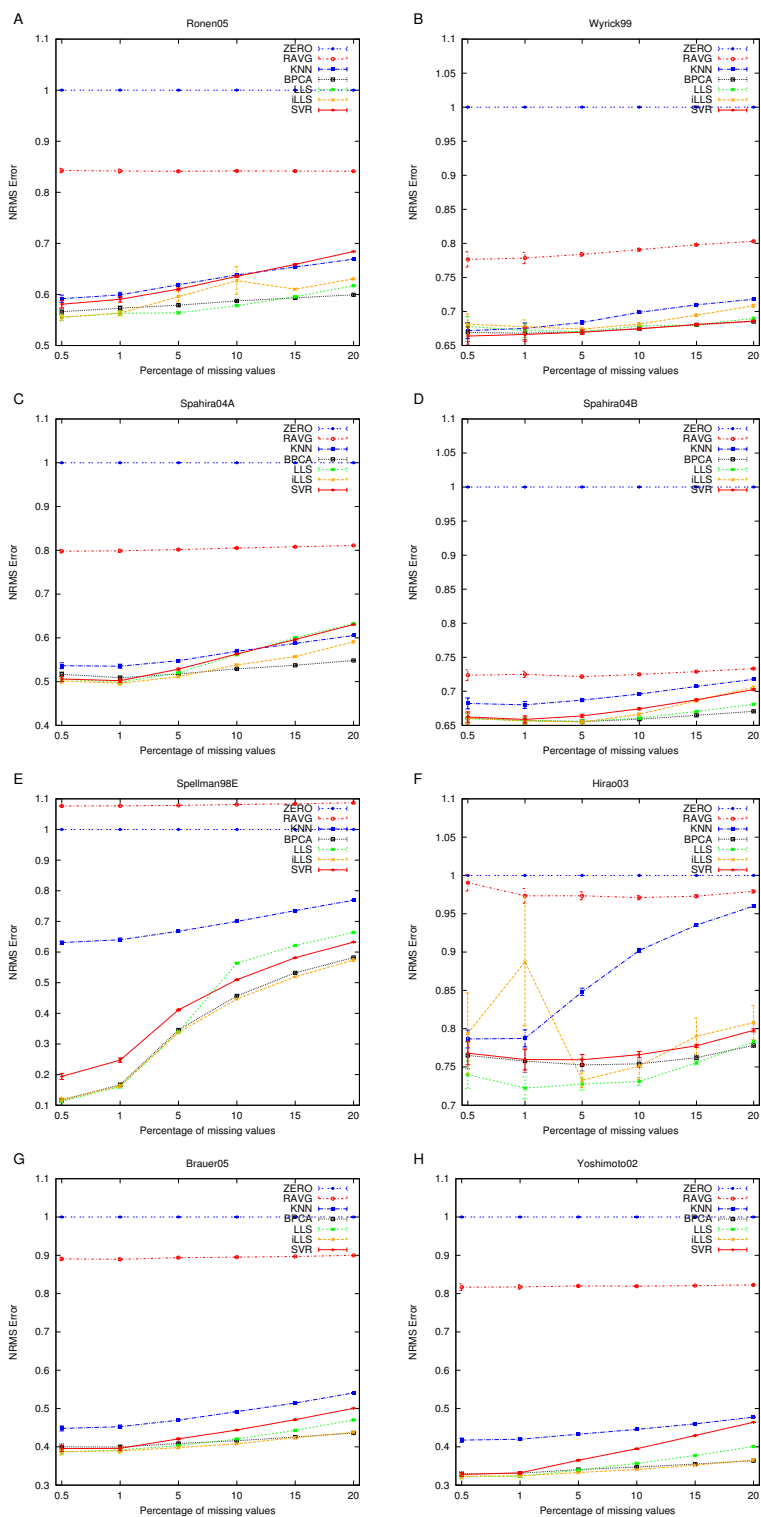 A
Ronen05
1.1
1
0.9
0.8
0.7
0.6
0.5
NRMS Error
ZERO
RAVG
KNN
BPCA
LLS
iLLS
SVR
0.5 1 5 10 15 20
Percentage of missing values
B
Wyrick99
1.1
1.05
1
0.95
0.9
0.85
0.8
0.75
0.7
0.65
NRMS Error
ZERO
RAVG
KNN
BPCA
LLS
iLLS
SVR
0.5 1 5 10 15 20
Percentage of missing values
C
Spahira04A
1.1
1
0.9
0.8
0.7
0.6
0.5
0.4
NRMS Error
ZERO
RAVG
KNN
BPCA
LLS
iLLS
SVR
0.5 1 5 10 15 20
Percentage of missing values
D
Spahira04B
1.1
1.05
1
0.95
0.9
0.85
0.8
0.75
0.7
0.65
NRMS Error
ZERO
RAVG
KNN
BPCA
LLS
iLLS
SVR
0.5 1 5 10 15 20
Percentage of missing values
E
Spellman98E
1.1
1
0.9
0.8
0.7
0.6
0.5
0.4
0.3
0.2
0.1
NRMS Error
ZERO
RAVG
KNN
BPCA
LLS
iLLS
SVR
0.5 1 5 10 15 20
Percentage of missing values
F
Hirao03
1.1
1.05
1
0.95
0.9
0.85
0.8
0.75
0.7
NRMS Error
ZERO
RAVG
KNN
BPCA
LLS
iLLS
SVR
0.5 1 5 10 15 20
Percentage of missing values
G
Brauer05
1.1
1
0.9
0.8
0.7
0.6
0.5
0.4
0.3
NRMS Error
ZERO
RAVG
KNN
BPCA
LLS
iLLS
SVR
0.5 1 5 10 15 20
Percentage of missing values
H
Yoshimoto02
1.1
1
0.9
0.8
0.7
0.6
0.5
0.4
0.3
NRMS Error
ZERO
RAVG
KNN
BPCA
LLS
iLLS
SVR
0.5 1 5 10 15 20
Percentage of missing values